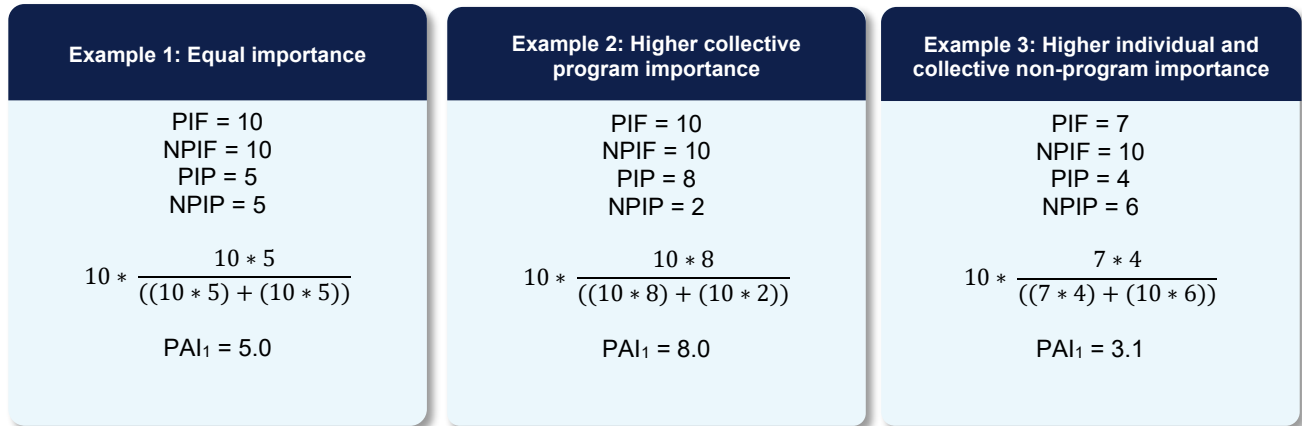 Example 1: Equal importance
PIF = 10
NPIF = 10
PIP = 5
NPIP = 5
10 * 10 * 5 / ((10 * 5) + (10 * 5))
PAI₁ = 5.0
Example 2: Higher collective
program importance
PIF = 10
NPIF = 10
PIP = 8
NPIP = 2
10 * 10 * 8 / ((10 * 8) + (10 * 2))
PAI₁ = 8.0
Example 3: Higher individual and
collective non-program importance
PIF = 7
NPIF = 10
PIP = 4
NPIP = 6
10 * 7 * 4 / ((7 * 4) + (10 * 6))
PAI₁ = 3.1